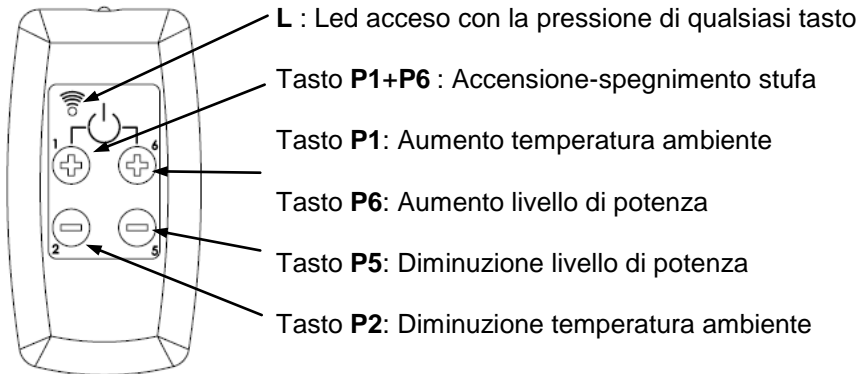 L : Led acceso con la pressione di qualsiasi tasto
Tasto P1+P6 : Accensione-spegnimento stufa
Tasto P1: Aumento temperatura ambiente
Tasto P6: Aumento livello di potenza
Tasto P5: Diminuzione livello di potenza
Tasto P2: Diminuzione temperatura ambiente
1 6
2 5